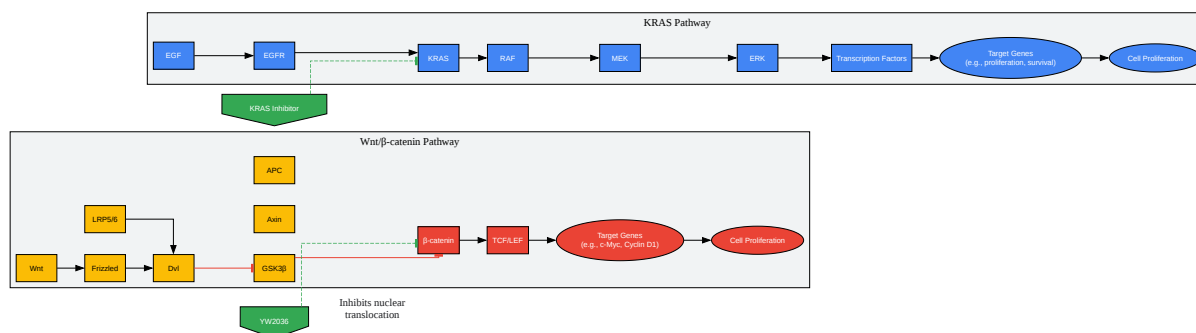 KRAS Pathway
EGF
EGFR
KRAS
RAF
MEK
ERK
Transcription Factors
Target Genes
(e.g., proliferation, survival)
Cell Proliferation
KRAS Inhibitor
Wnt/β-catenin Pathway
APC
LRP5/6
Axin
β-catenin
TCF/LEF
Target Genes
(e.g., c-Myc, Cyclin D1)
Cell Proliferation
Wnt
Frizzled
Dvl
GSK3β
YW2036
Inhibits nuclear
translocation